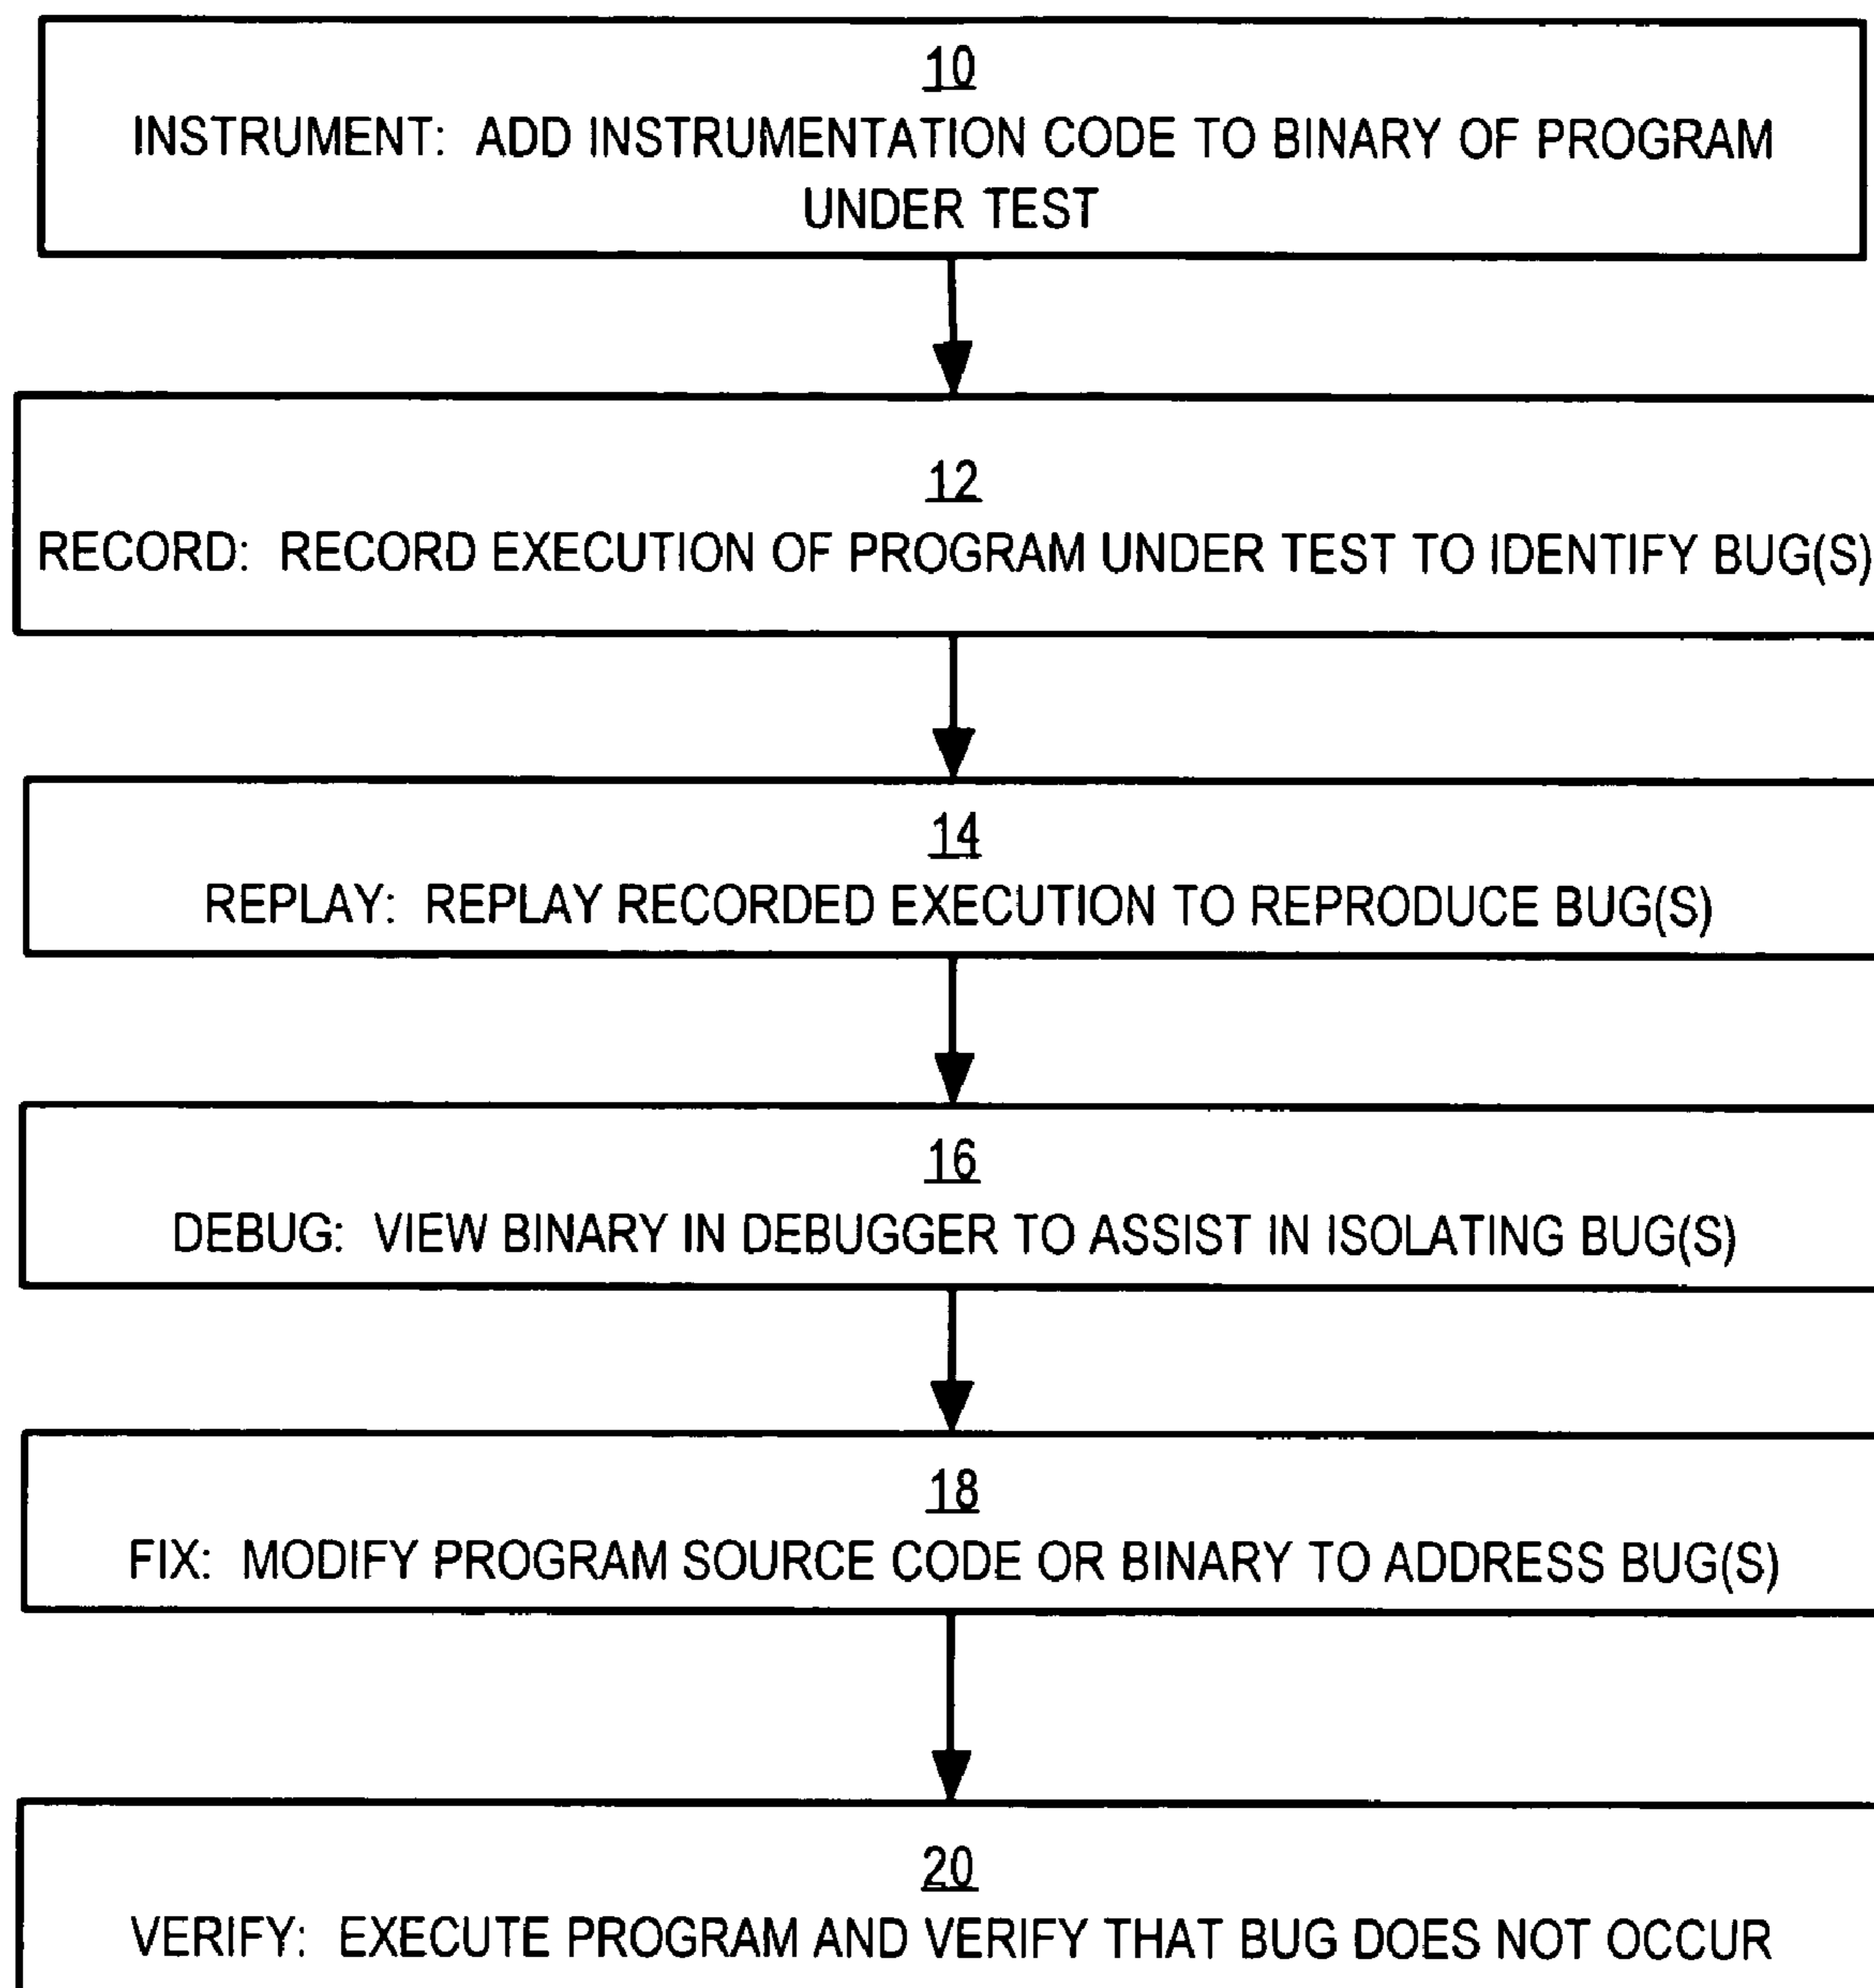 10
INSTRUMENT: ADD INSTRUMENTATION CODE TO BINARY OF PROGRAM
UNDER TEST
12
RECORD: RECORD EXECUTION OF PROGRAM UNDER TEST TO IDENTIFY BUG(S)
14
REPLAY: REPLAY RECORDED EXECUTION TO REPRODUCE BUG(S)
16
DEBUG: VIEW BINARY IN DEBUGGER TO ASSIST IN ISOLATING BUG(S)
18
FIX: MODIFY PROGRAM SOURCE CODE OR BINARY TO ADDRESS BUG(S)
20
VERIFY: EXECUTE PROGRAM AND VERIFY THAT BUG DOES NOT OCCUR